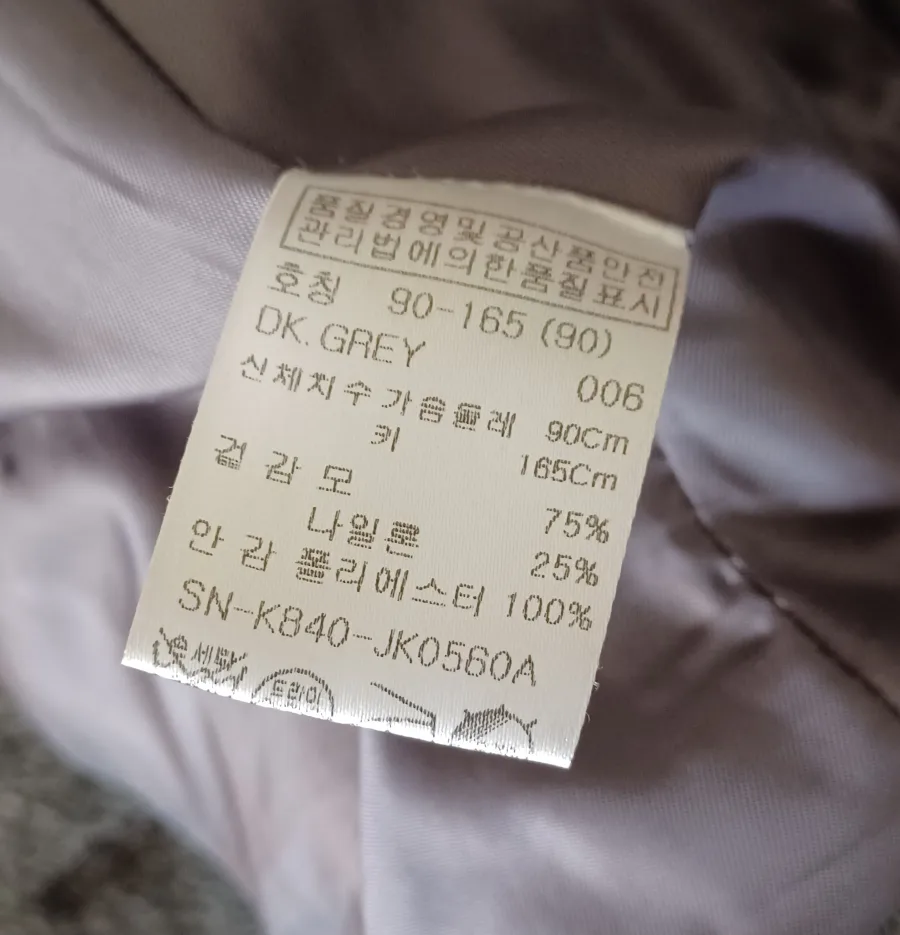 품질경영및공산품안전
관리법에의한품질표시
호칭 90-165 (90)
DK.GREY 006
신체치수 가슴둘레 90Cm
키 165Cm
겉감 모 75%
나일론 25%
안감 폴리에스터 100%
SN-K840-JK0560A
드라이